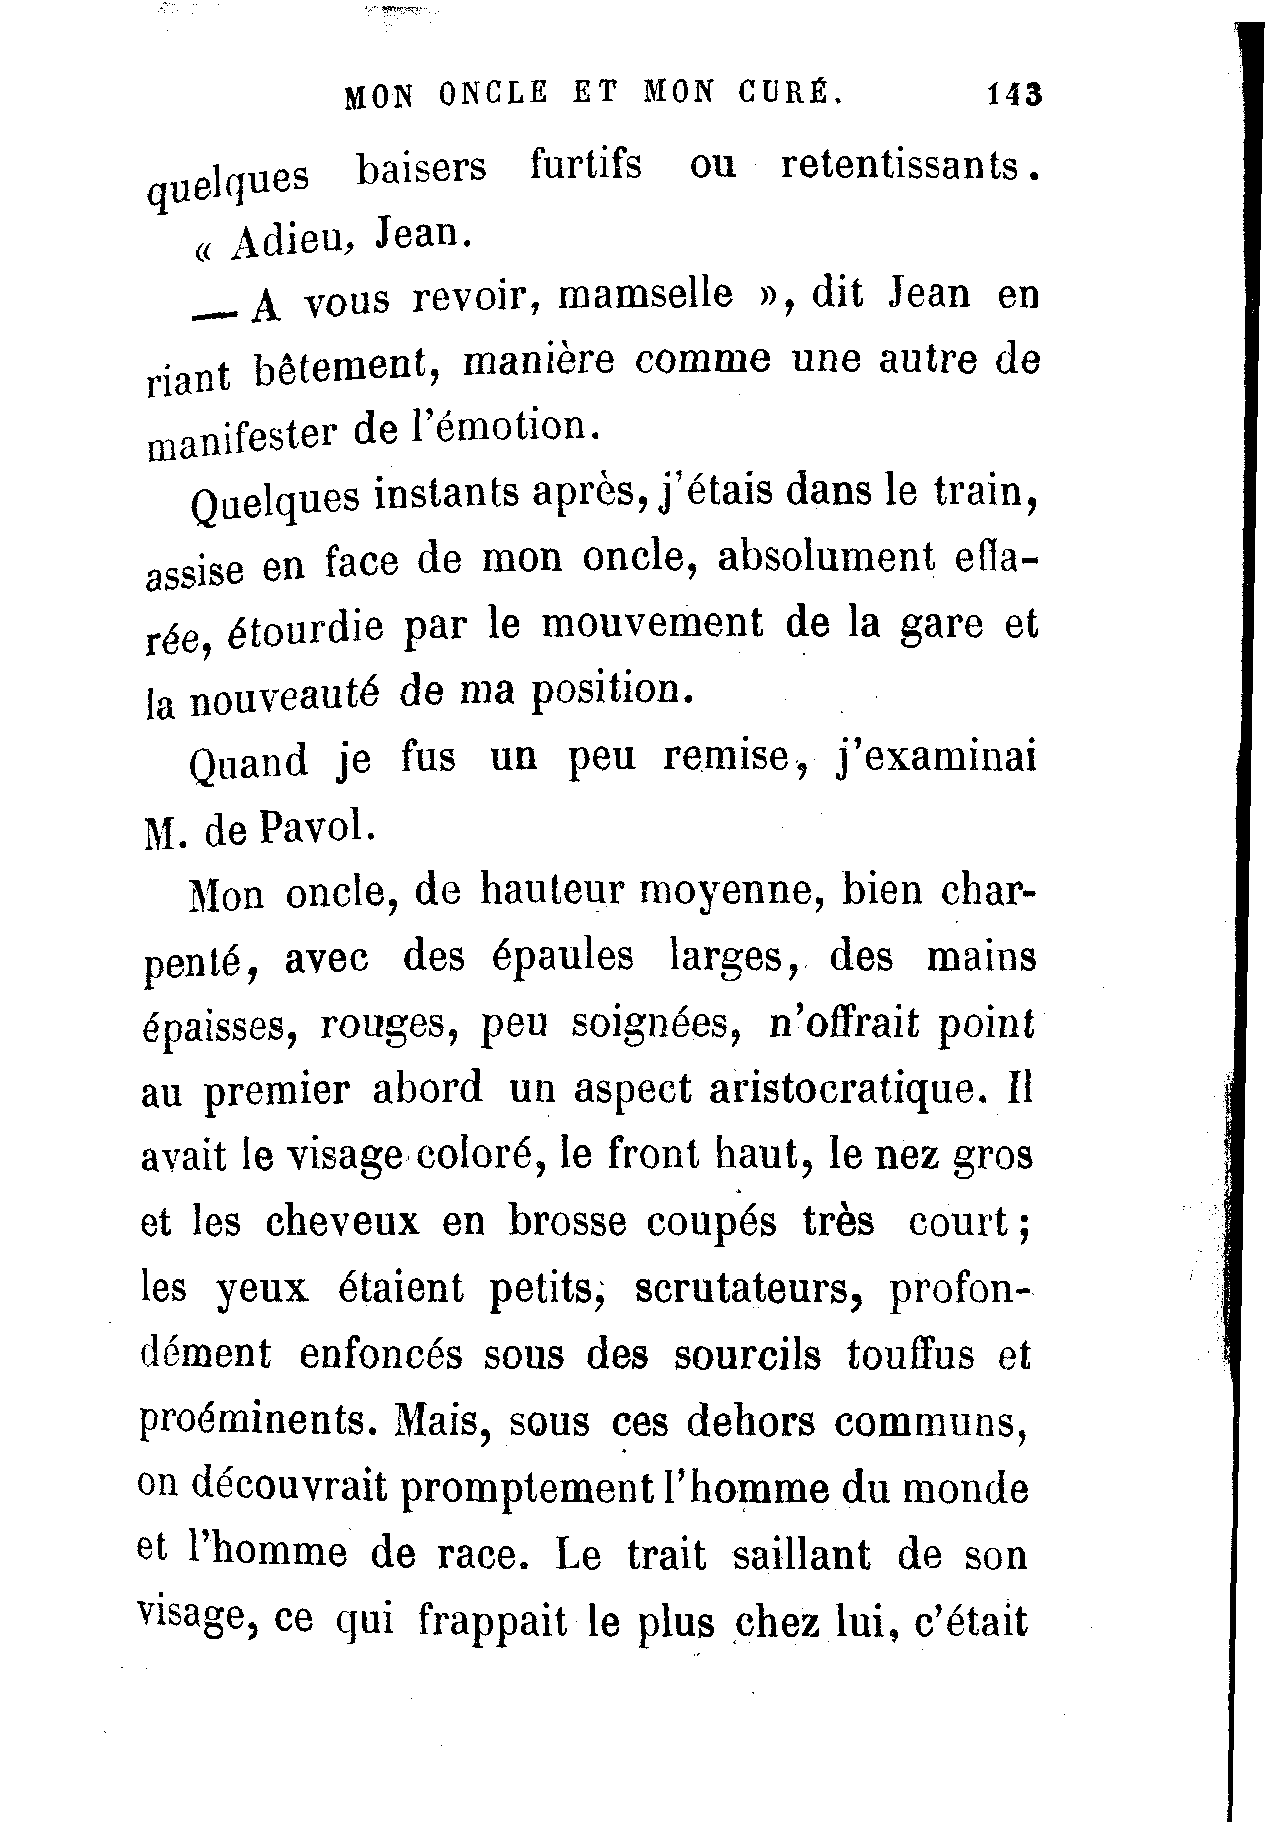 MON ONCLE ET MON CURÉ. 143
quelques baisers furtifs ou retentissants.
« Adieu, Jean.
— A vous revoir, mamselle », dit Jean en
riant bêtement, manière comme une autre de
manifester de l'émotion.
Quelques instants après, j'étais dans le train,
assise en face de mon oncle, absolument effa-
rée, étourdie par le mouvement de la gare et
la nouveauté de ma position.
Quand je fus un peu remise, j'examinai
M. de Pavol.
Mon oncle, de hauteur moyenne, bien char-
penté, avec des épaules larges, des mains
épaisses, rouges, peu soignées, n'offrait point
au premier abord un aspect aristocratique. Il
avait le visage coloré, le front haut, le nez gros
et les cheveux en brosse coupés très court ;
les yeux étaient petits, scrutateurs, profon-
dément enfoncés sous des sourcils touffus et
proéminents. Mais, sous ces dehors communs,
on découvrait promptement l'homme du monde
et l'homme de race. Le trait saillant de son
visage, ce qui frappait le plus chez lui, c'était